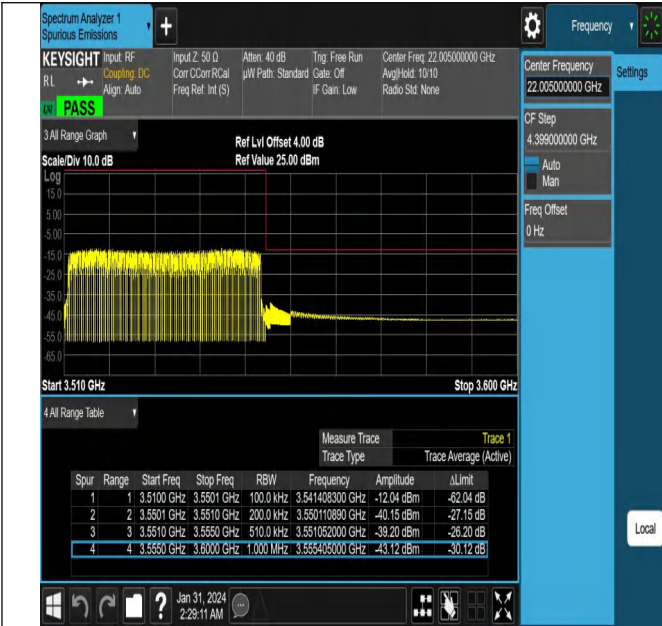 Spectrum Analyzer 1
Spurious Emissions
+
Frequency
KEYSIGHT
RL
PASS
Input: RF
Coupling: DC
Align: Auto
Input Z: 50 Ω
Corr CCorr RCal
Freq Ref: Int (S)
Atten: 40 dB
µW Path: Standard
Trig: Free Run
Gate: Off
IF Gain: Low
Center Freq: 22.005000000 GHz
Avg|Hold: 10/10
Radio Std: None
3 All Range Graph
Scale/Div 10.0 dB
Ref Lvl Offset 4.00 dB
Ref Value 25.00 dBm
Log
15.0
5.00
-5.00
-15.0
-25.0
-35.0
-45.0
-55.0
-65.0
Start 3.510 GHz
Stop 3.600 GHz
4 All Range Table
Measure Trace Trace 1
Trace Type Trace Average (Active)
Spur Range Start Freq Stop Freq RBW Frequency Amplitude ΔLimit
1 1 3.5100 GHz 3.5501 GHz 100.0 kHz 3.541408300 GHz -12.04 dBm -62.04 dB
2 2 3.5501 GHz 3.5510 GHz 200.0 kHz 3.550110890 GHz -40.15 dBm -27.15 dB
3 3 3.5510 GHz 3.5550 GHz 510.0 kHz 3.551052000 GHz -39.20 dBm -26.20 dB
4 4 3.5550 GHz 3.6000 GHz 1.000 MHz 3.555405000 GHz -43.12 dBm -30.12 dB
Jan 31, 2024
2:29:11 AM
?
Center Frequency
22.005000000 GHz
Settings
CF Step
4.399000000 GHz
Auto
Man
Freq Offset
0 Hz
Local